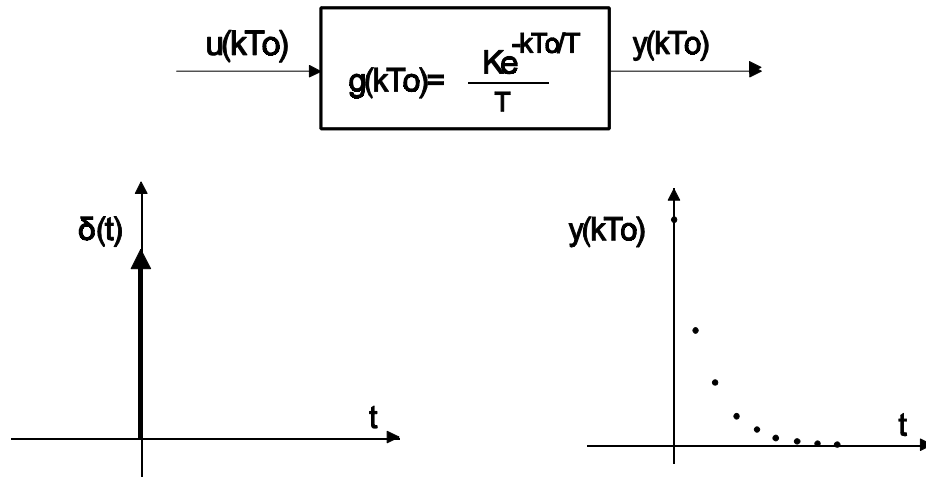 u(kTo)
g(kTo)= Ke^-kTo/T
T
y(kTo)
δ(t)
t
y(kTo)
t